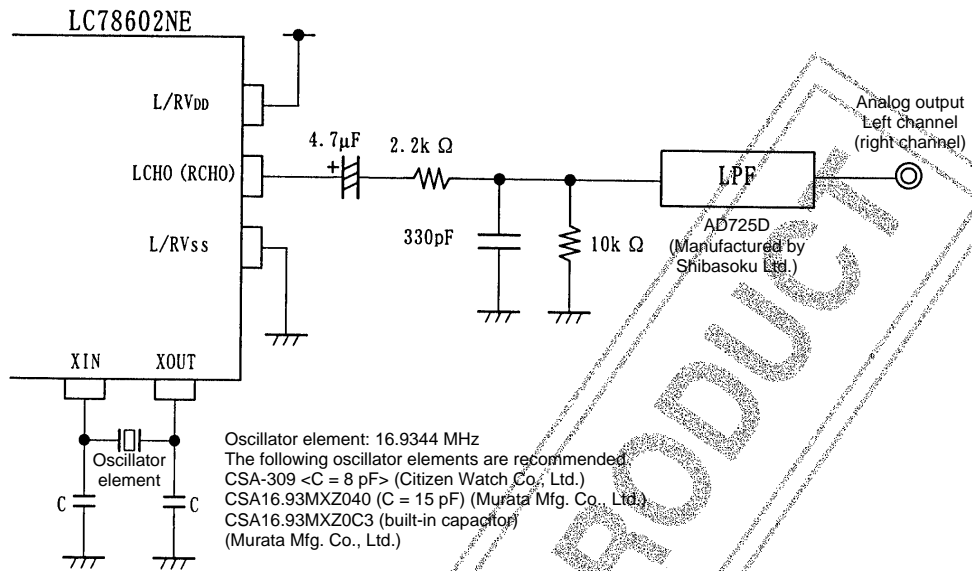 LC78602NE
L/RVDD
LCHO (RCHO)
L/RVSS
XIN
XOUT
4.7μF
+
2.2k Ω
330pF
10k Ω
LPF
AD725D
(Manufactured by
Shibasoku Ltd.)
Analog output
Left channel
(right channel)
Oscillator
element
C
C
Oscillator element: 16.9344 MHz
The following oscillator elements are recommended.
CSA-309 <C = 8 pF> (Citizen Watch Co., Ltd.)
CSA16.93MXZ040 (C = 15 pF) (Murata Mfg. Co., Ltd.)
CSA16.93MXZ0C3 (built-in capacitor)
(Murata Mfg. Co., Ltd.)
PRODUCT